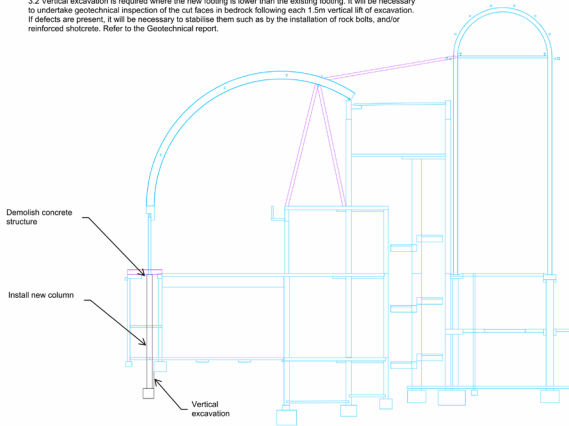 3.2 Vertical excavation is required where the new footing is lower than the existing footing. It will be necessary
to undertake geotechnical inspection of the cut faces in bedrock following each 1.5m vertical lift of excavation.
If defects are present, it will be necessary to stabilise them such as by the installation of rock bolts, and/or
reinforced shotcrete. Refer to the Geotechnical report.
Demolish concrete
structure
Install new column
Vertical
excavation